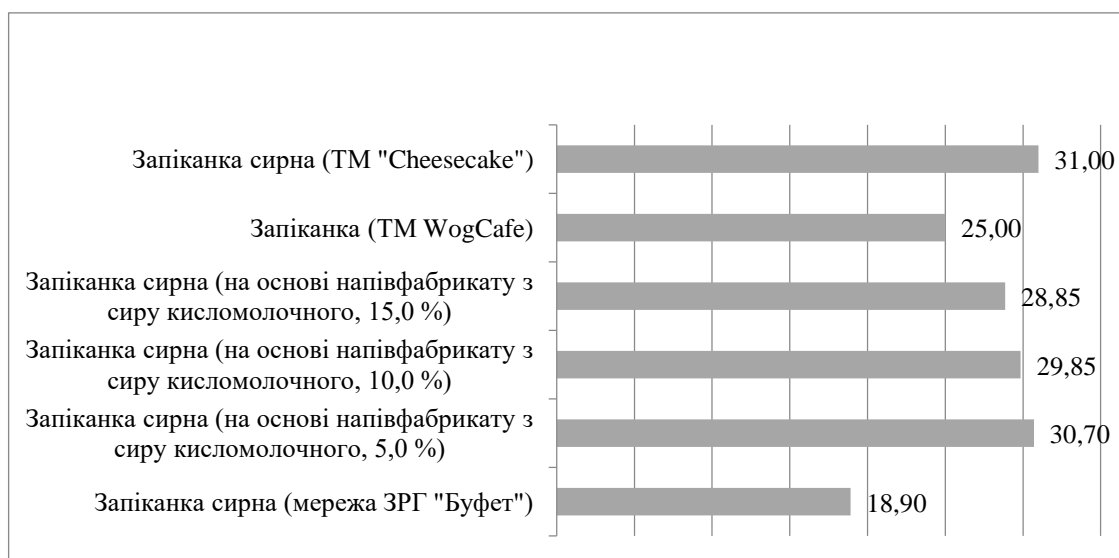 Запіканка сирна (ТМ "Cheesecake")
31,00
Запіканка (ТМ WogCafe)
25,00
Запіканка сирна (на основі напівфабрикату з
сиру кисломолочного, 15,0 %)
28,85
Запіканка сирна (на основі напівфабрикату з
сиру кисломолочного, 10,0 %)
29,85
Запіканка сирна (на основі напівфабрикату з
сиру кисломолочного, 5,0 %)
30,70
Запіканка сирна (мережа ЗРГ "Буфет")
18,90